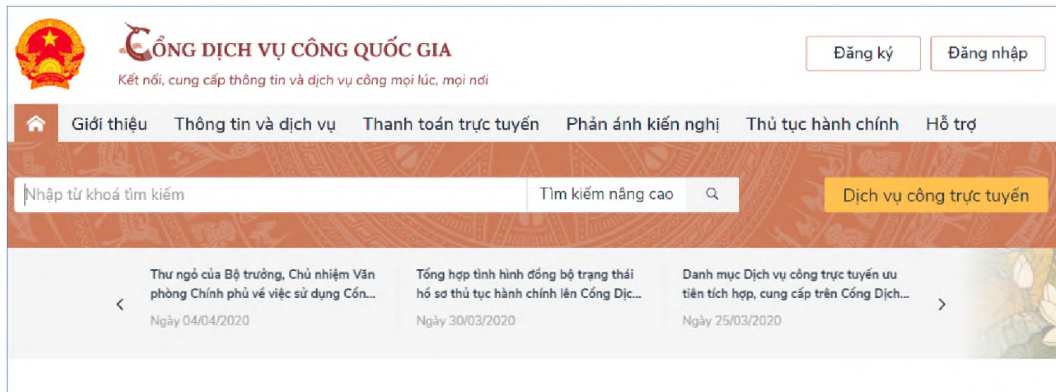 CỔNG DỊCH VỤ CÔNG QUỐC GIA
Kết nối, cung cấp thông tin và dịch vụ công mọi lúc, mọi nơi
Đăng ký
Đăng nhập
Giới thiệu
Thông tin và dịch vụ
Thanh toán trực tuyến
Phản ánh kiến nghị
Thủ tục hành chính
Hỗ trợ
Nhập từ khoá tìm kiếm
Tìm kiếm nâng cao
Dịch vụ công trực tuyến
Thư ngỏ của Bộ trưởng, Chủ nhiệm Văn
phòng Chính phủ về việc sử dụng Cổn...
Ngày 04/04/2020
Tổng hợp tình hình đồng bộ trạng thái
hồ sơ thủ tục hành chính lên Cổng Dịc...
Ngày 30/03/2020
Danh mục Dịch vụ công trực tuyến ưu
tiên tích hợp, cung cấp trên Cổng Dịch...
Ngày 25/03/2020